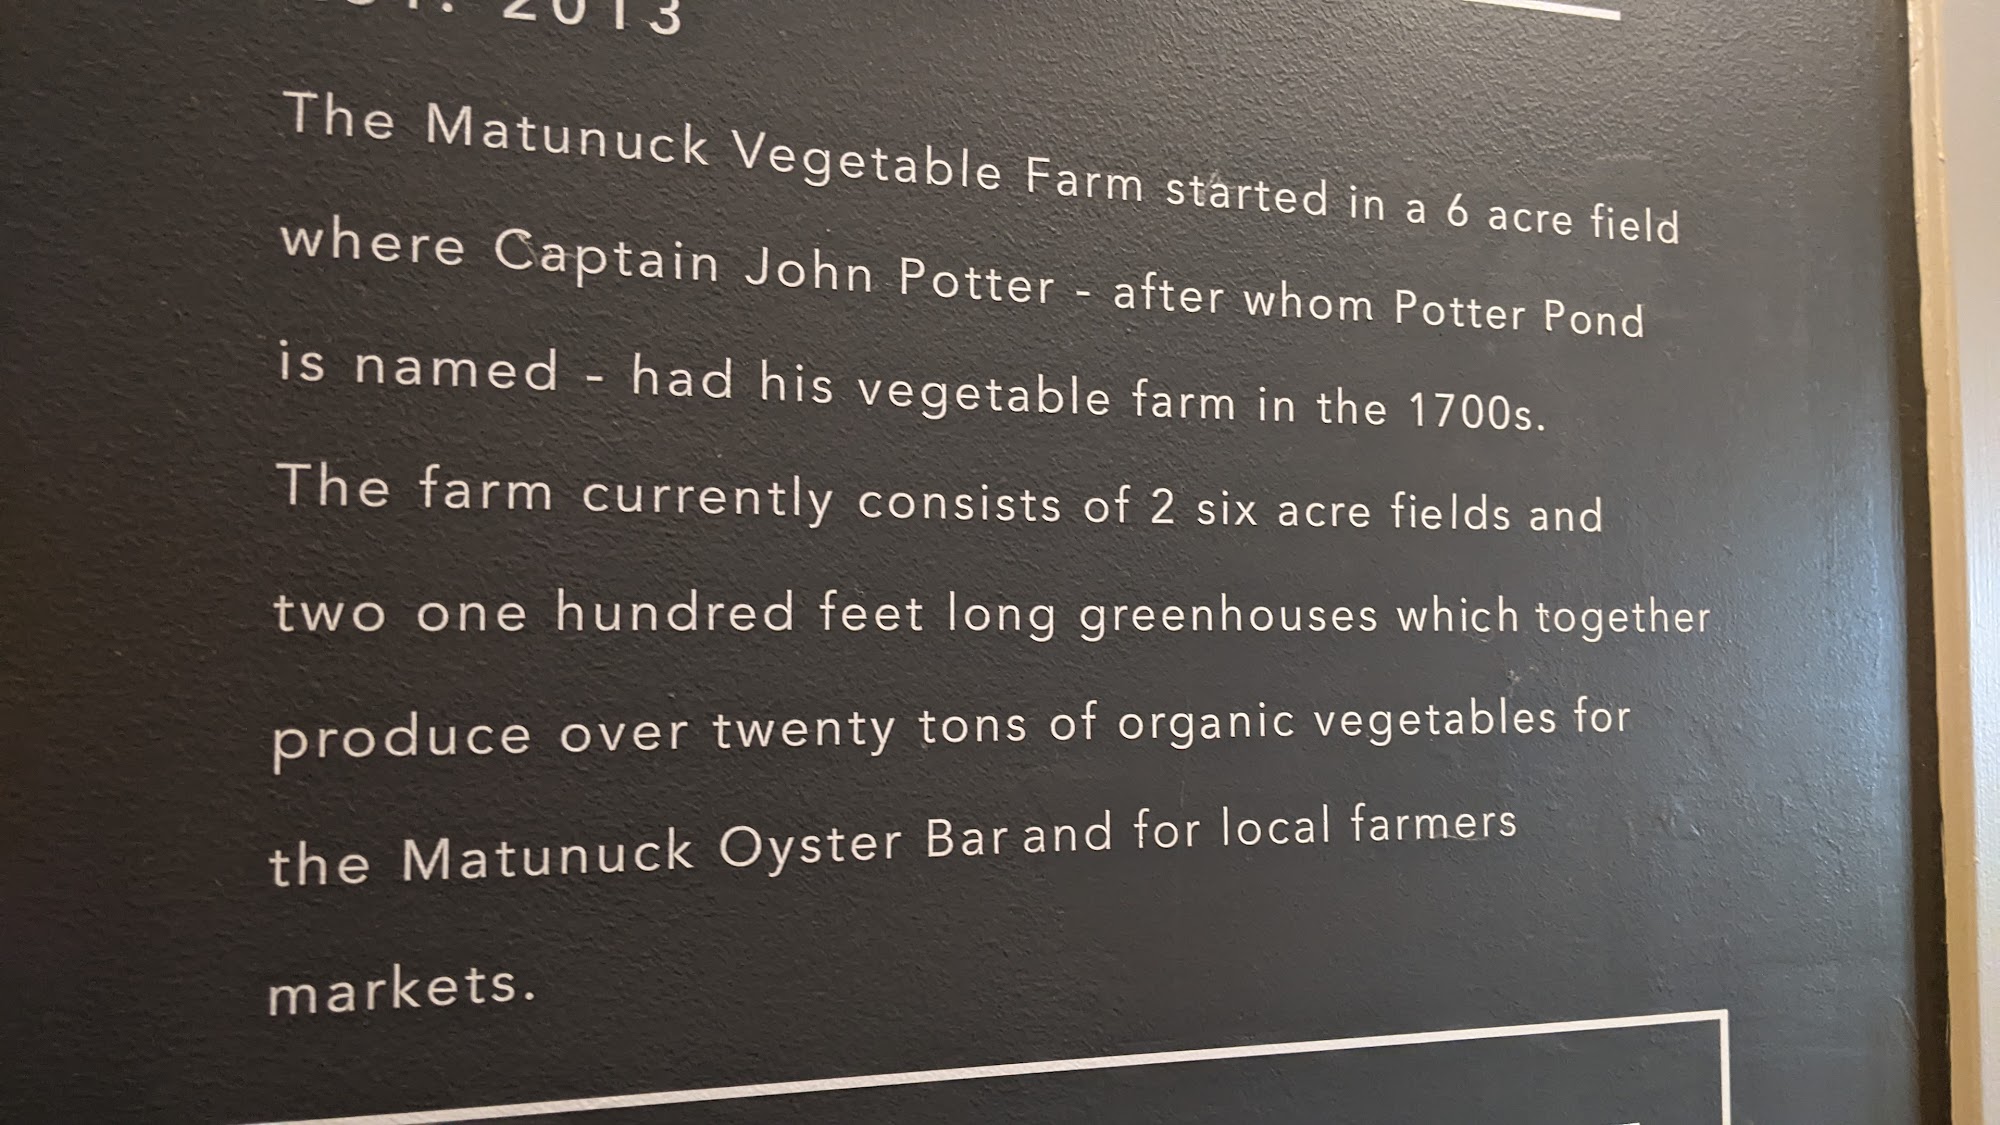 2013
The Matunuck Vegetable Farm started in a 6 acre field
where Captain John Potter - after whom Potter Pond
is named - had his vegetable farm in the 1700s.
The farm currently consists of 2 six acre fields and
two one hundred feet long greenhouses which together
produce over twenty tons of organic vegetables for
the Matunuck Oyster Bar and for local farmers
markets.